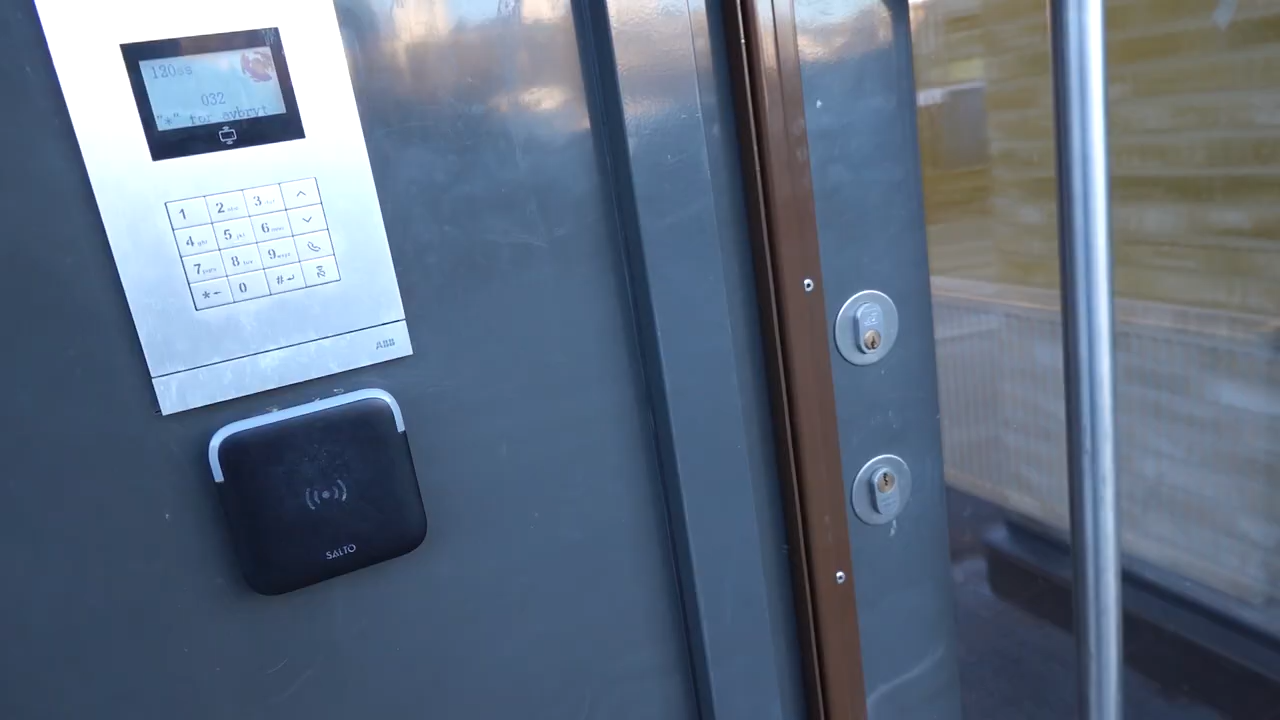 120ss
032
"*" for avbryt
1 2 abc 3
4 ghi 5 jkl 6 mno
7 pqrs 8 tuv 9 wxyz
*← 0 #↵
ABB
SALTO